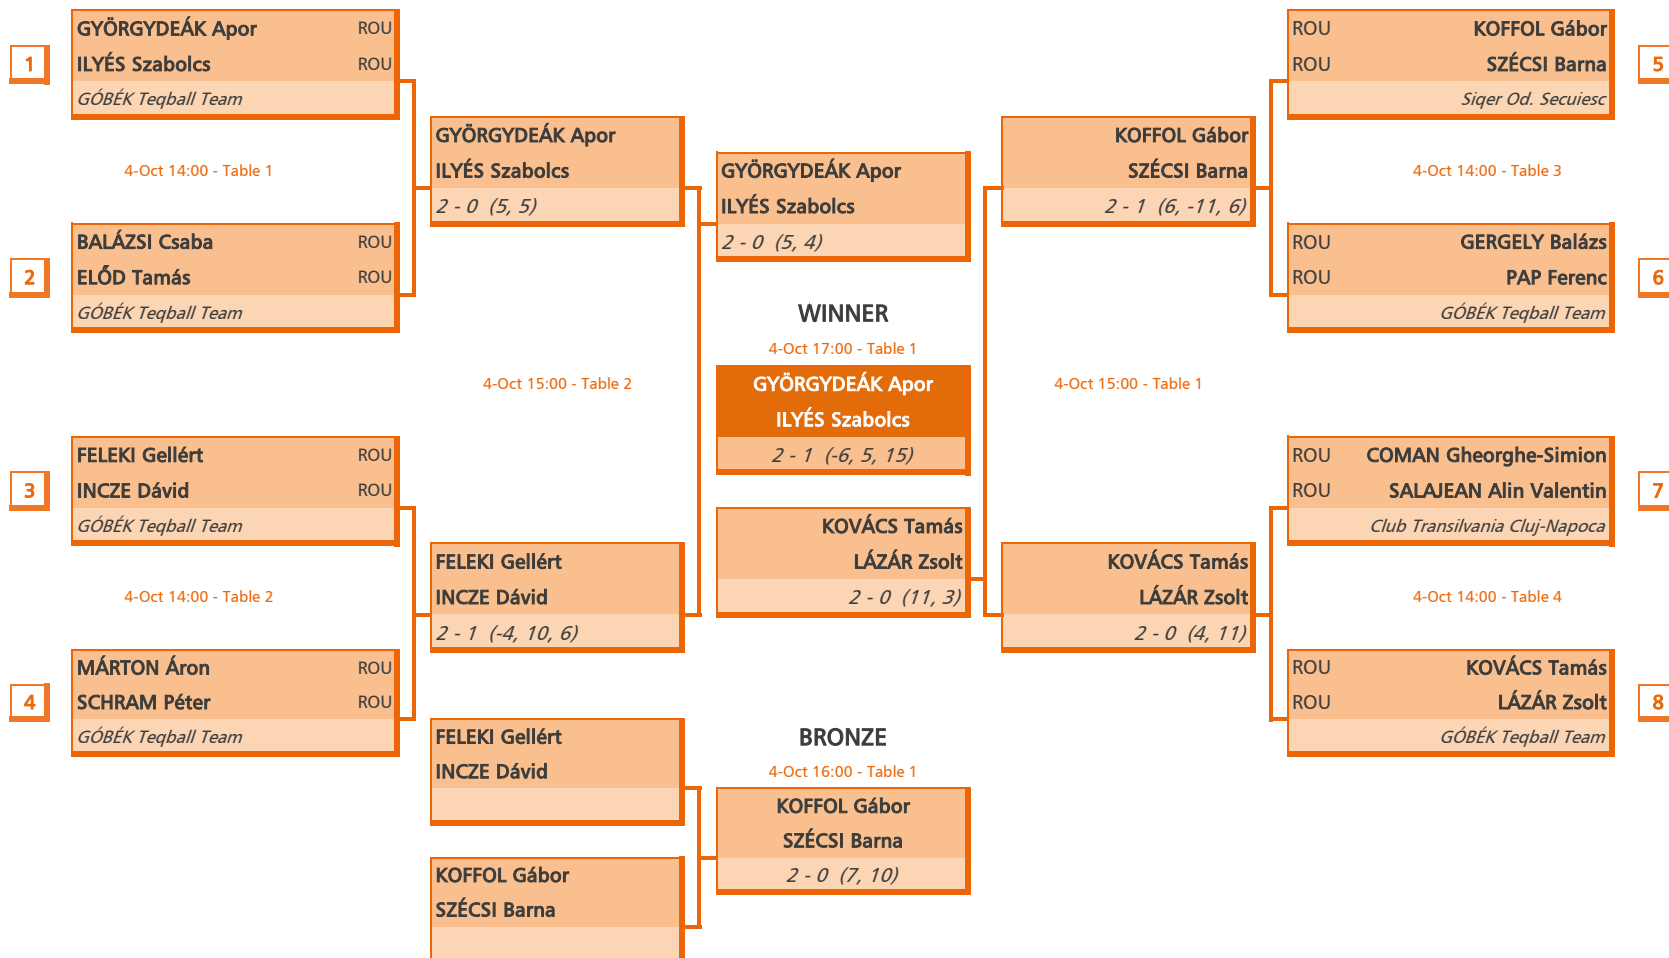 1
GYÖRGYDEÁK Apor ROU
ILYÉS Szabolcs ROU
GÓBÉK Teqball Team
4-Oct 14:00 - Table 1
2
BALÁZSI Csaba ROU
ELŐD Tamás ROU
GÓBÉK Teqball Team
3
FELEKI Gellért ROU
INCZE Dávid ROU
GÓBÉK Teqball Team
4-Oct 14:00 - Table 2
4
MÁRTON Áron ROU
SCHRAM Péter ROU
GÓBÉK Teqball Team
GYÖRGYDEÁK Apor
ILYÉS Szabolcs
2 - 0 (5, 5)
4-Oct 15:00 - Table 2
FELEKI Gellért
INCZE Dávid
2 - 1 (-4, 10, 6)
FELEKI Gellért
INCZE Dávid
KOFFOL Gábor
SZÉCSI Barna
GYÖRGYDEÁK Apor
ILYÉS Szabolcs
2 - 0 (5, 4)
WINNER
4-Oct 17:00 - Table 1
GYÖRGYDEÁK Apor
ILYÉS Szabolcs
2 - 1 (-6, 5, 15)
KOVÁCS Tamás
LÁZÁR Zsolt
2 - 0 (11, 3)
BRONZE
4-Oct 16:00 - Table 1
KOFFOL Gábor
SZÉCSI Barna
2 - 0 (7, 10)
KOFFOL Gábor
SZÉCSI Barna
2 - 1 (6, -11, 6)
4-Oct 15:00 - Table 1
KOVÁCS Tamás
LÁZÁR Zsolt
2 - 0 (4, 11)
ROU KOFFOL Gábor
ROU SZÉCSI Barna
Siqer Od. Secuiesc
5
4-Oct 14:00 - Table 3
ROU GERGELY Balázs
ROU PAP Ferenc
GÓBÉK Teqball Team
6
ROU COMAN Gheorghe-Simion
ROU SALAJEAN Alin Valentin
Club Transilvania Cluj-Napoca
7
4-Oct 14:00 - Table 4
ROU KOVÁCS Tamás
ROU LÁZÁR Zsolt
GÓBÉK Teqball Team
8